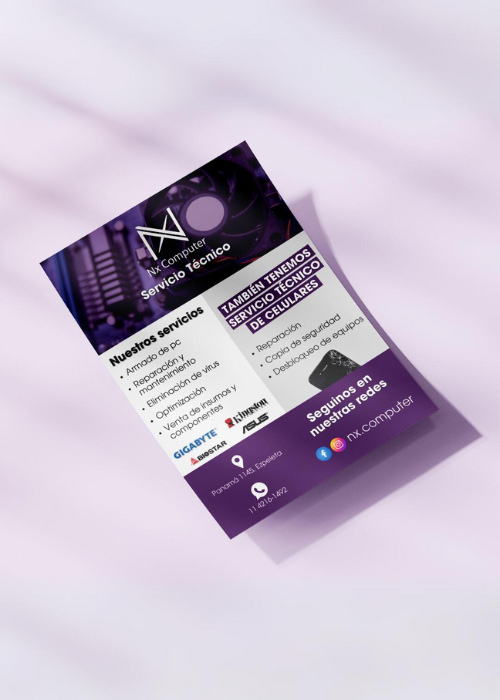 Nx Computer
Servicio Técnico
Nuestros servicios
• Armado de pc
• Reparación y
mantenimiento
• Eliminación de virus
• Optimización
• Venta de insumos y
componentes
GIGABYTE
BIOSTAR
Kingston
ASUS
TAMBIÉN TENEMOS
SERVICIO TÉCNICO
DE CELULARES
• Reparación
• Copia de seguridad
• Desbloqueo de equipos
Panamá 1145, Ezpeleta
11 4216-1492
Seguinos en
nuestras redes
nx.computer